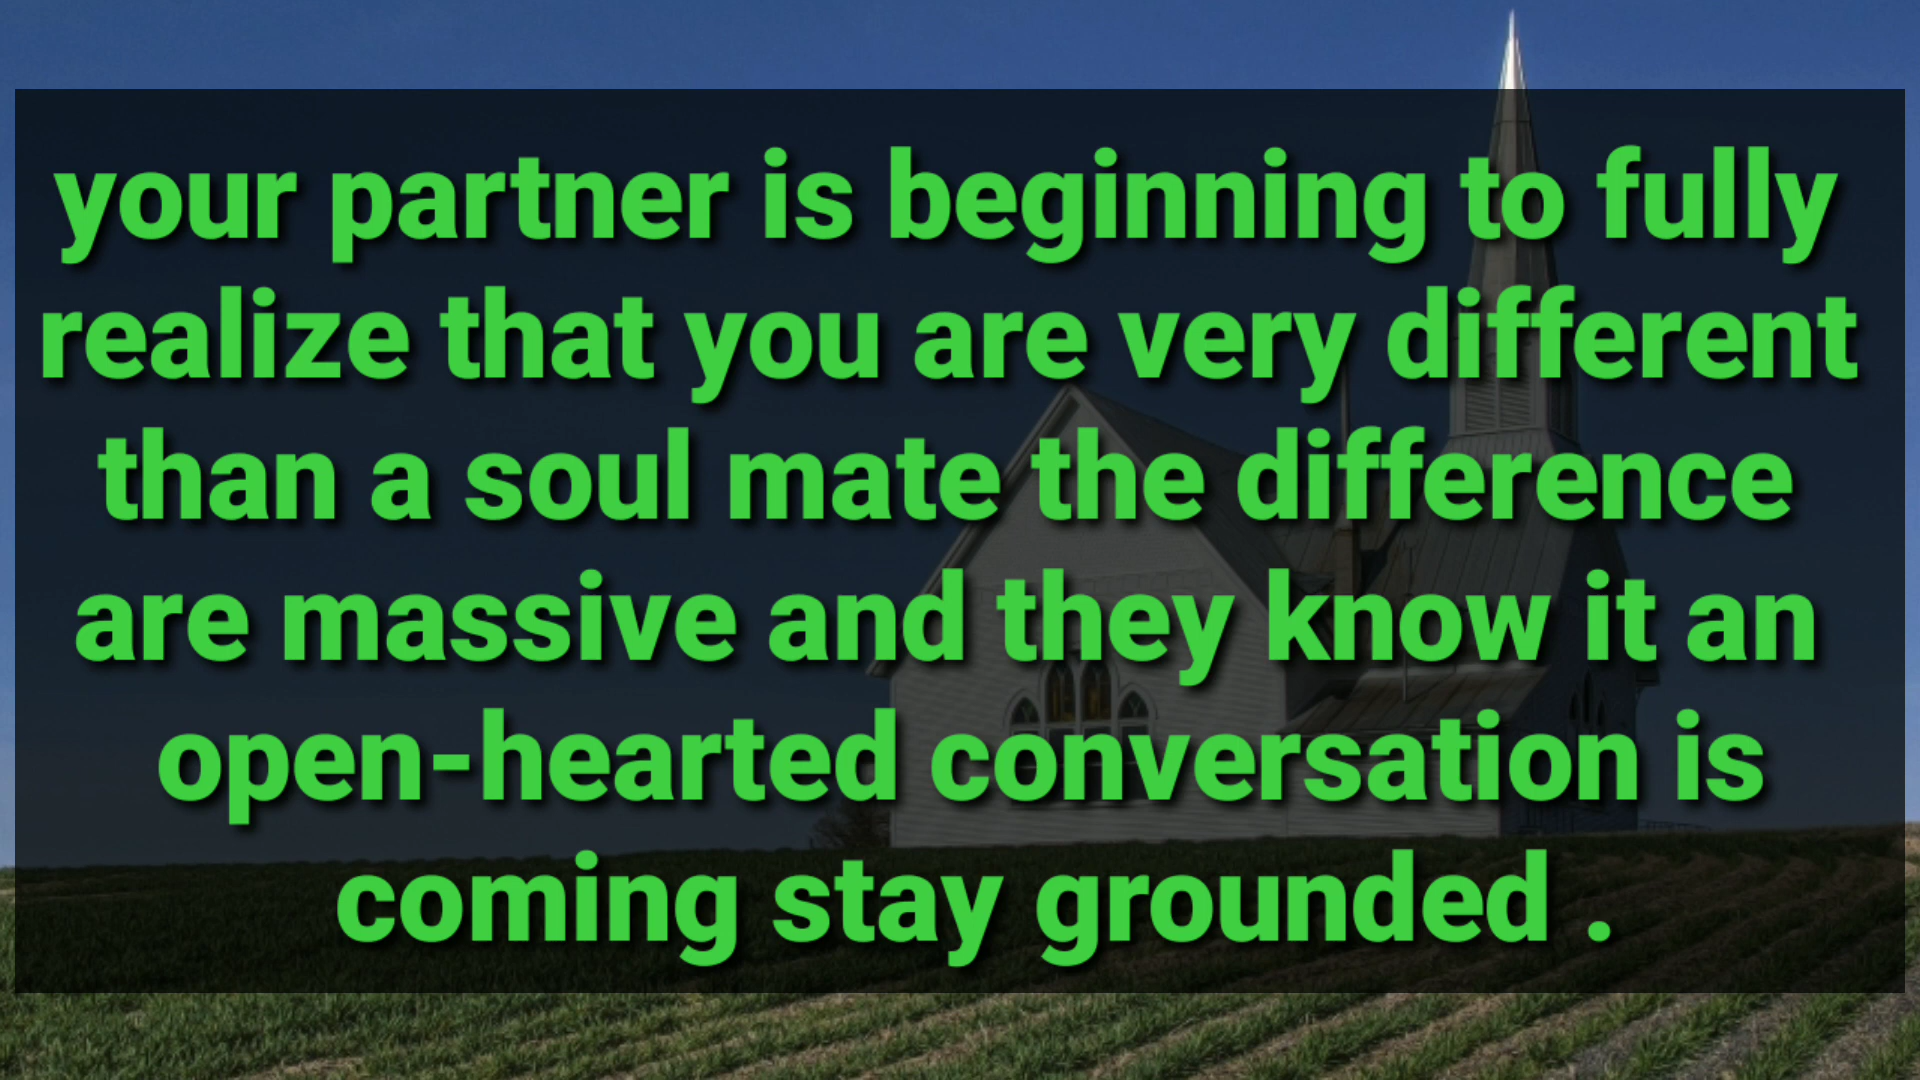 your partner is beginning to fully
realize that you are very different
than a soul mate the difference
are massive and they know it an
open-hearted conversation is
coming stay grounded .